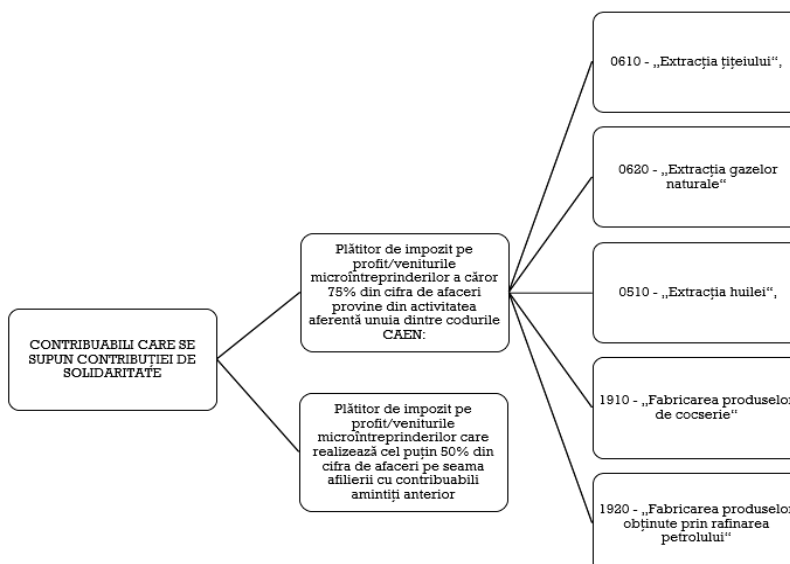 CONTRIBUABILI CARE SE
SUPUN CONTRIBUȚIEI DE
SOLIDARITATE
Plătitor de impozit pe
profit/veniturile
microîntreprinderilor a căror
75% din cifra de afaceri
provine din activitatea
aferentă unuia dintre codurile
CAEN:
0610 - „Extracția țițeiului“,
0620 - „Extracția gazelor
naturale“
0510 - „Extracția huilei“,
1910 - „Fabricarea produselor
de cocserie“
1920 - „Fabricarea produselor
obținute prin rafinarea
petrolului“
Plătitor de impozit pe
profit/veniturile
microîntreprinderilor care
realizează cel puțin 50% din
cifra de afaceri pe seama
afilierii cu contribuabili
amintiți anterior